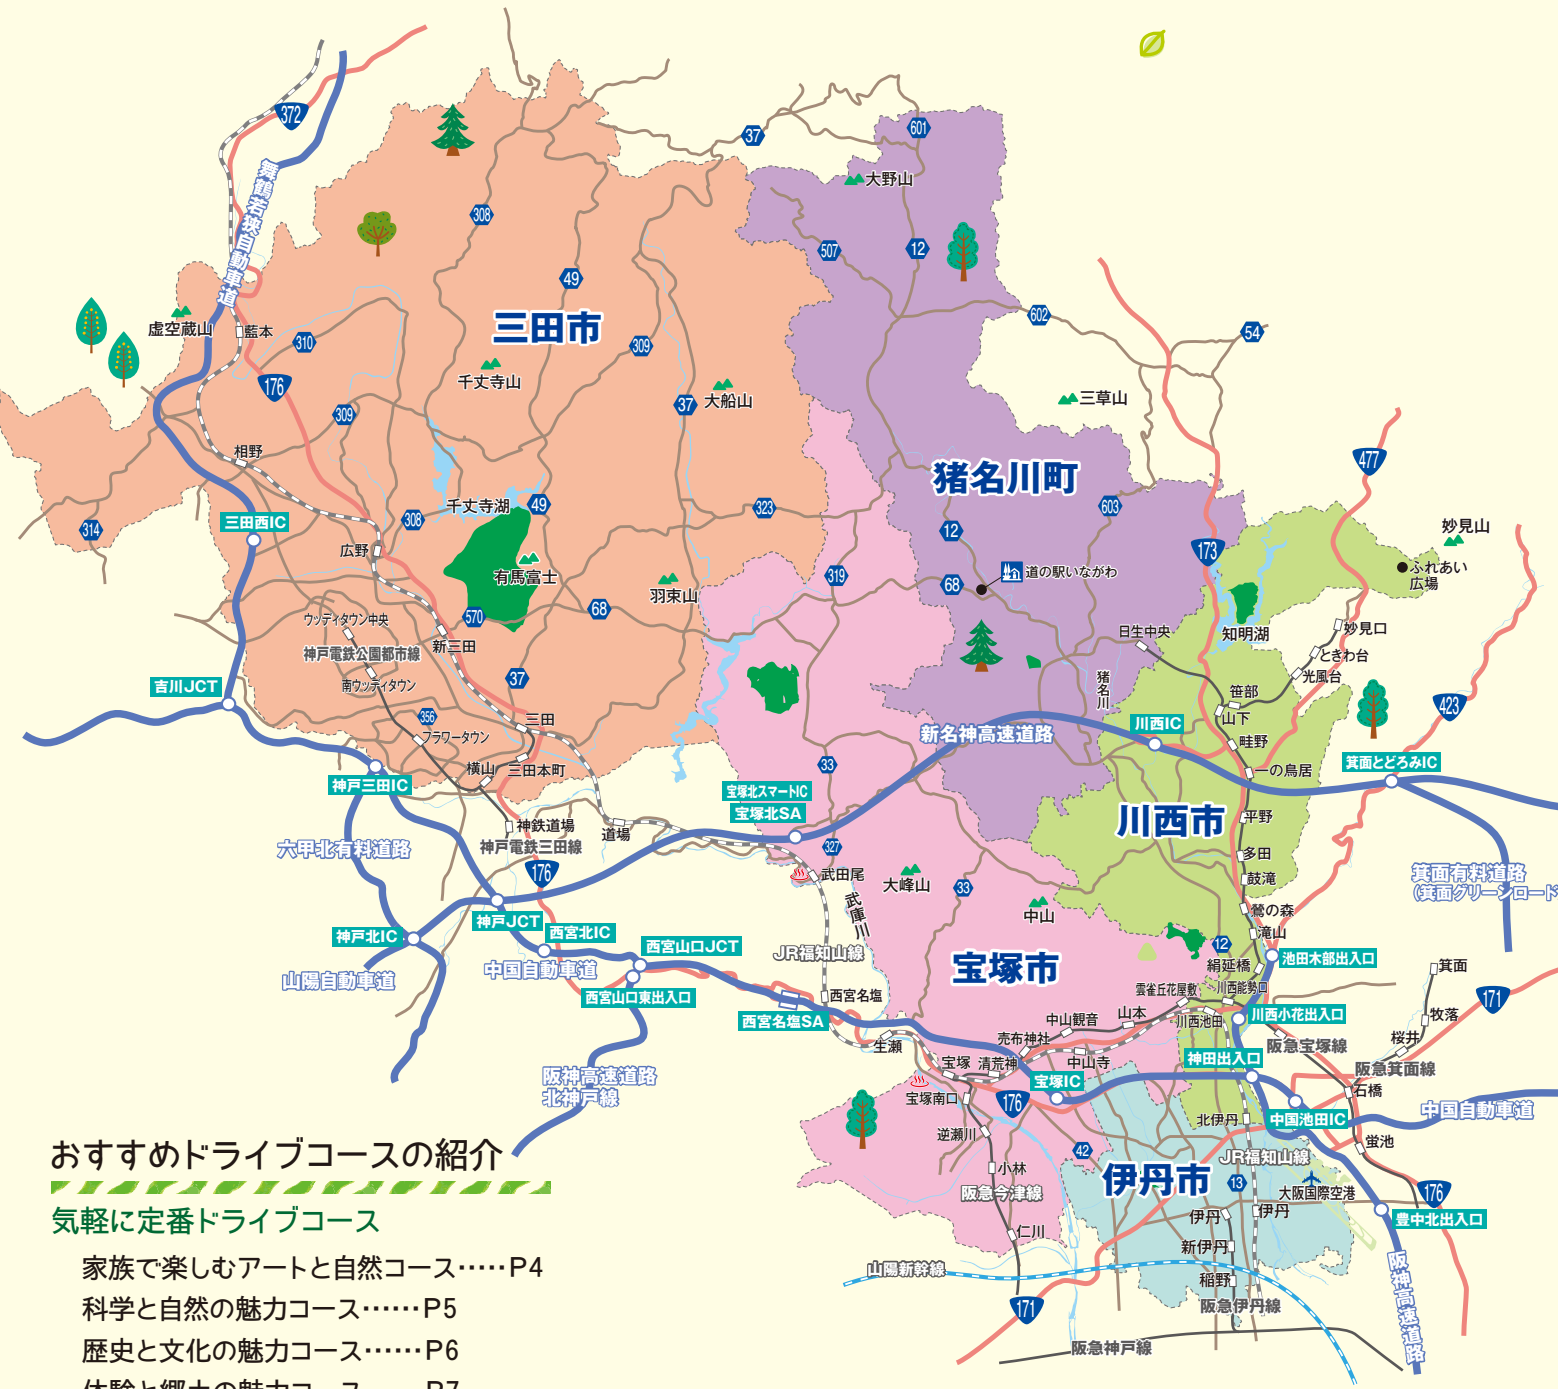 372
舞鶴若狭自動車道
37
601
大野山
308
507
12
49
602
54
虚空蔵山
藍本
310
三田市
309
千丈寺山
176
309
37
大船山
三草山
相野
猪名川町
477
千丈寺湖
49
323
603
314
308
三田西IC
12
173
妙見山
広野
有馬富士
319
68
道の駅いながわ
ふれあい
広場
羽束山
570
68
ウッディタウン中央
新三田
日生中央
知明湖
妙見口
神戸電鉄公園都市線
ときわ台
光風台
吉川JCT
南ウッディタウン
37
猪名川
笹部
山下
423
356
三田
フラワータウン
新名神高速道路
川西IC
畦野
横山
三田本町
33
一の鳥居
箕面とどろみIC
神戸三田IC
宝塚北スマートIC
宝塚北SA
川西市
平野
神鉄道場
道場
六甲北有料道路
神戸電鉄三田線
327
多田
176
武田尾
大峰山
33
鼓滝
箕面有料道路
(箕面グリーンロード
武庫川
中山
鶯の森
神戸JCT
滝山
神戸北IC
西宮北IC
西宮山口JCT
12
JR福知山線
宝塚市
絹延橋
池田木部出入口
箕面
山陽自動車道
中国自動車道
西宮山口東出入口
西宮名塩
雲雀丘花屋敷
川西能勢口
171
西宮名塩SA
中山観音
山本
川西池田
川西小花出入口
牧落
生瀬
売布神社
阪急宝塚線
桜井
宝塚
清荒神
中山寺
神田出入口
阪急箕面線
阪神高速道路
北神戸線
宝塚IC
石橋
宝塚南口
176
北伊丹
中国池田IC
中国自動車道
逆瀬川
42
蛍池
おすすめドライブコースの紹介
小林
伊丹市
JR福知山線
阪急今津線
13
大阪国際空港
176
気軽に定番ドライブコース
仁川
伊丹
伊丹
豊中北出入口
新伊丹
家族で楽しむアートと自然コース‥‥‥P4
山陽新幹線
稲野
阪神高速道路
科学と自然の魅力コース‥‥‥P5
171
阪急伊丹線
歴史と文化の魅力コース‥‥‥P6
阪急神戸線
体験と郷土の魅力コース‥‥‥P7